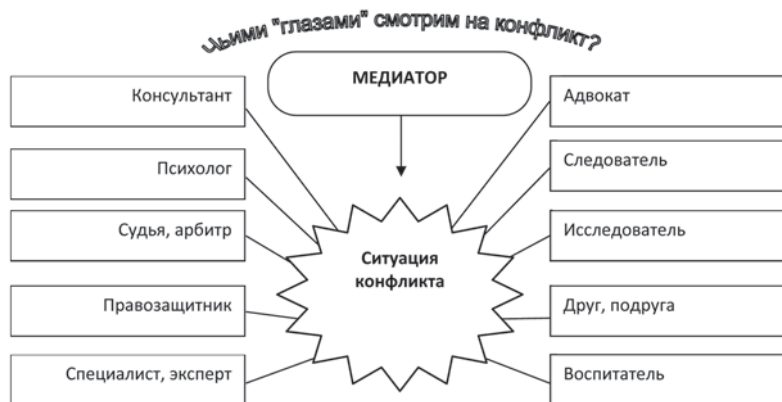 Чьими "глазами" смотрим на конфликт?
МЕДИАТОР
Консультант
Адвокат
Психолог
Следователь
Судья, арбитр
Исследователь
Ситуация
конфликта
Правозащитник
Друг, подруга
Специалист, эксперт
Воспитатель